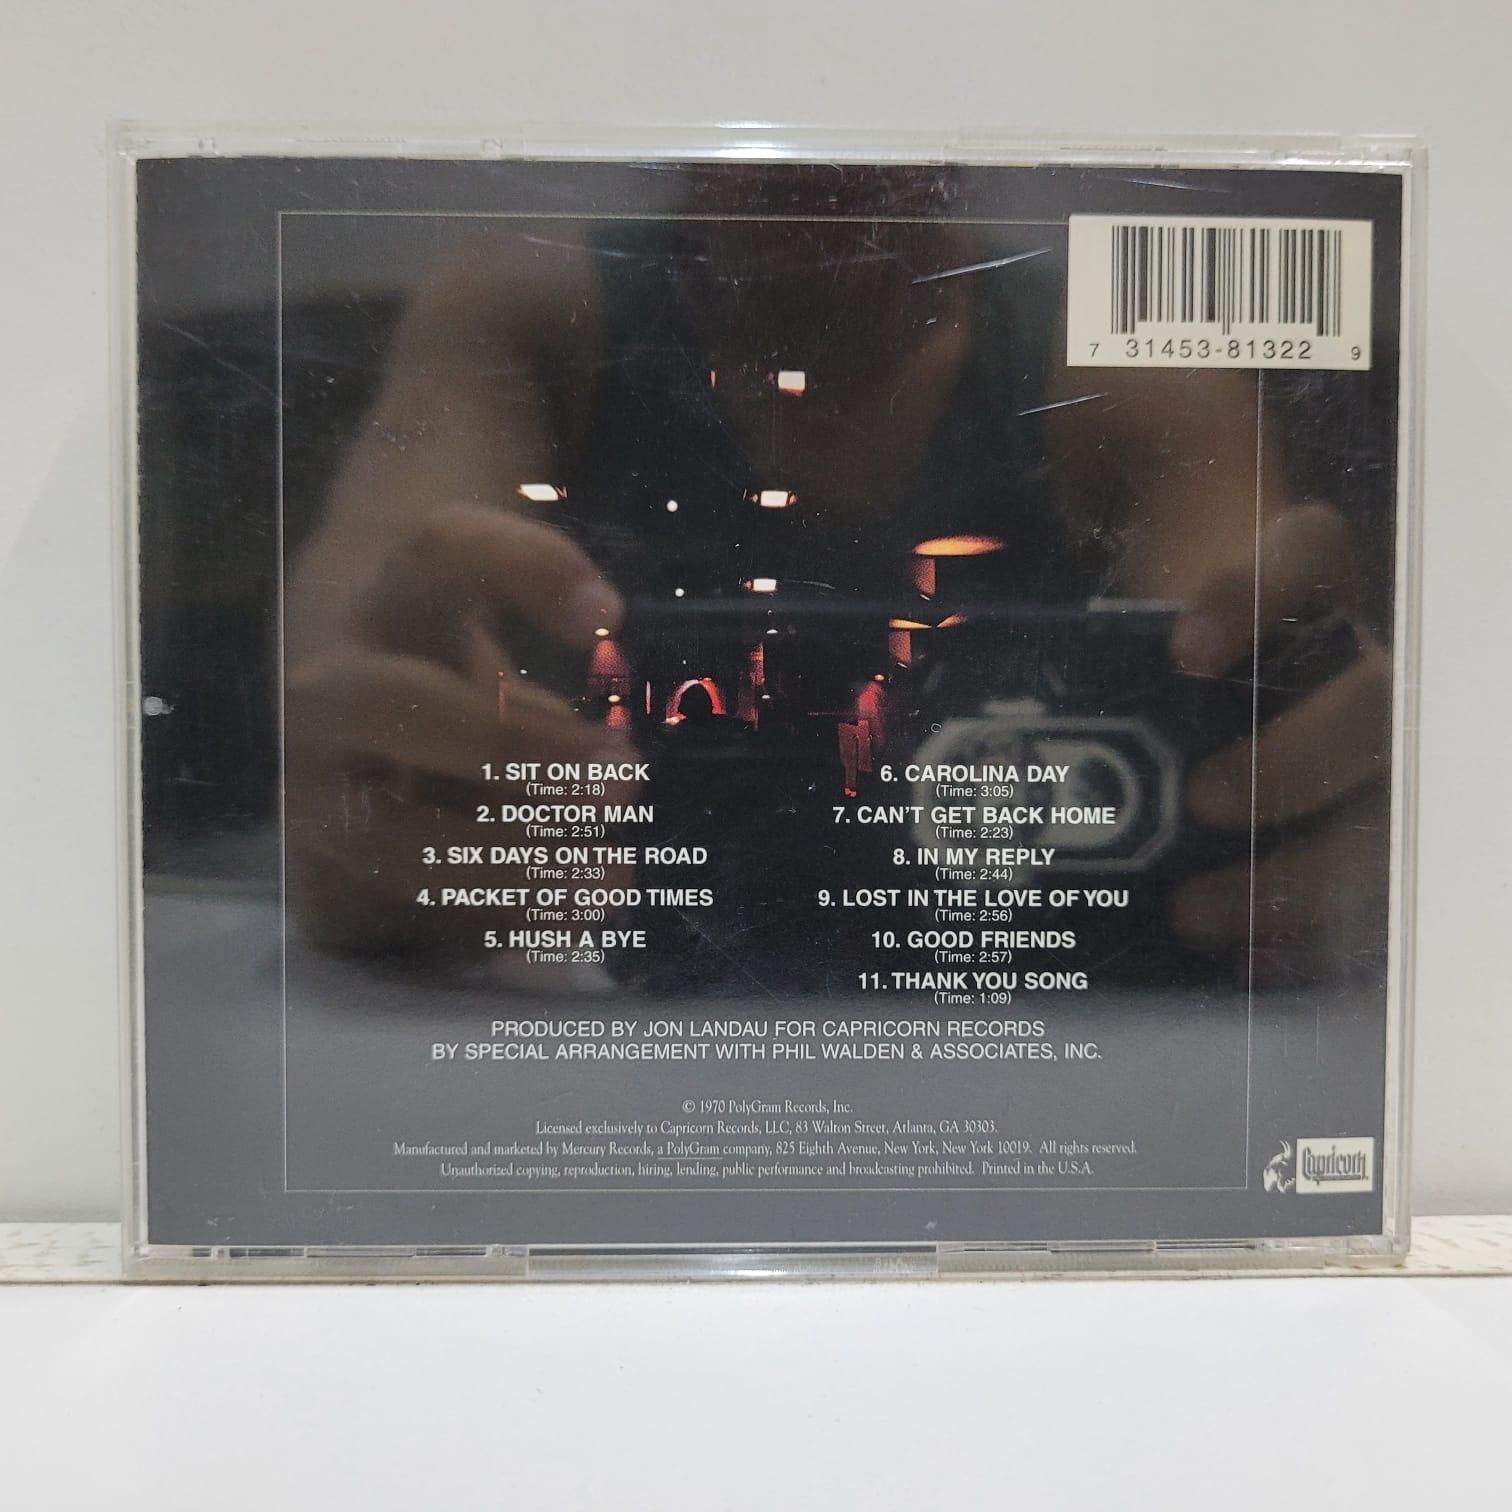 7 31453-81322 9
1. SIT ON BACK
(Time: 2:18)
2. DOCTOR MAN
(Time: 2:51)
3. SIX DAYS ON THE ROAD
(Time: 2:33)
4. PACKET OF GOOD TIMES
(Time: 3:00)
5. HUSH A BYE
(Time: 2:35)
6. CAROLINA DAY
(Time: 3:05)
7. CAN'T GET BACK HOME
(Time: 2:23)
8. IN MY REPLY
(Time: 2:44)
9. LOST IN THE LOVE OF YOU
(Time: 2:56)
10. GOOD FRIENDS
(Time: 2:57)
11. THANK YOU SONG
(Time: 1:09)
PRODUCED BY JON LANDAU FOR CAPRICORN RECORDS
BY SPECIAL ARRANGEMENT WITH PHIL WALDEN & ASSOCIATES, INC.
© 1970 PolyGram Records, Inc.
Licensed exclusively to Capricorn Records, LLC, 83 Walton Street, Atlanta, GA 30303.
Manufactured and marketed by Mercury Records, a PolyGram company, 825 Eighth Avenue, New York, New York 10019. All rights reserved.
Unauthorized copying, reproduction, hiring, lending, public performance and broadcasting prohibited. Printed in the U.S.A.
Capricorn